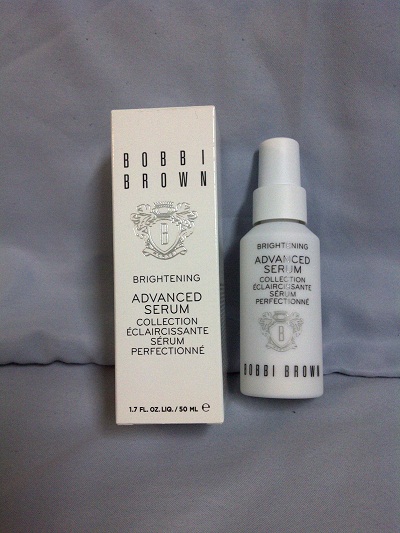 BOBBI
BROWN
B
BRIGHTENING
ADVANCED
SERUM
COLLECTION
ÉCLAIRCISSANTE
SÉRUM
PERFECTIONNÉ
1.7 FL. OZ. LIQ. / 50 ML ℮
BRIGHTENING
ADVANCED
SERUM
COLLECTION
ÉCLAIRCISSANTE
SÉRUM
PERFECTIONNÉ
B
BOBBI BROWN